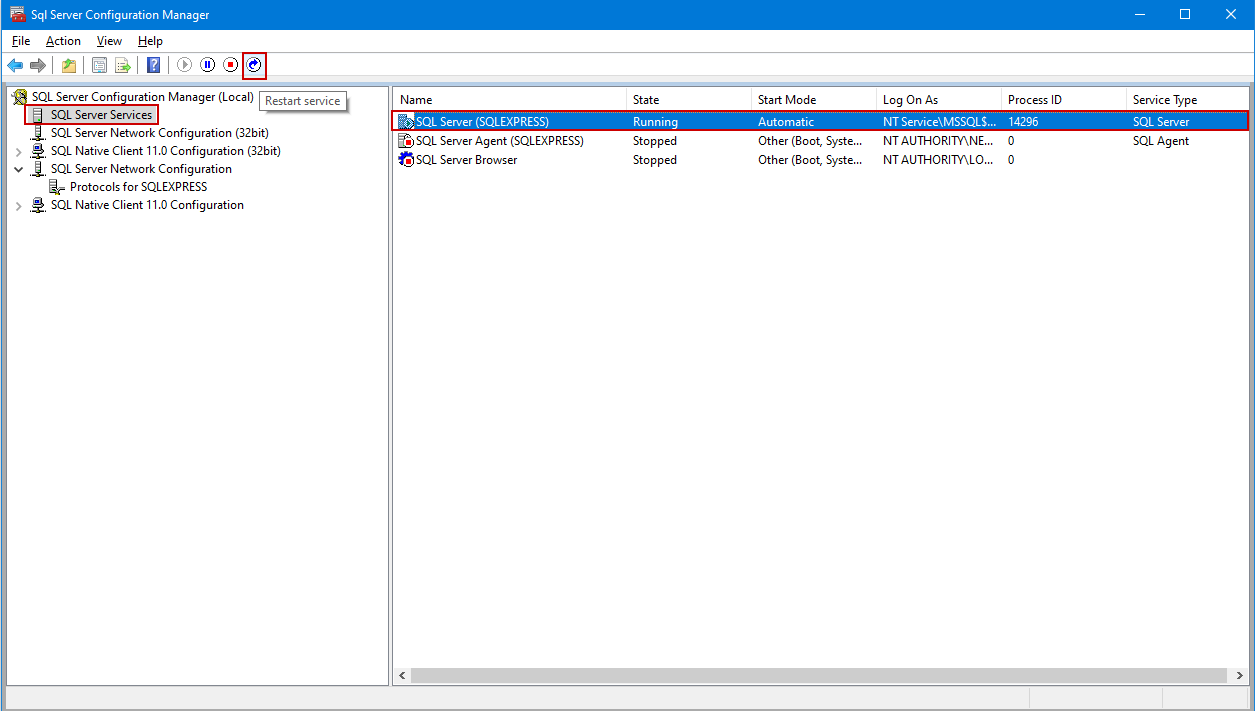 Sql Server Configuration Manager
File Action View Help
Restart service
SQL Server Configuration Manager (Local)
SQL Server Services
SQL Server Network Configuration (32bit)
SQL Native Client 11.0 Configuration (32bit)
SQL Server Network Configuration
Protocols for SQLEXPRESS
SQL Native Client 11.0 Configuration
Name State Start Mode Log On As Process ID Service Type
SQL Server (SQLEXPRESS) Running Automatic NT Service\MSSQL$... 14296 SQL Server
SQL Server Agent (SQLEXPRESS) Stopped Other (Boot, Syste... NT AUTHORITY\NE... 0 SQL Agent
SQL Server Browser Stopped Other (Boot, Syste... NT AUTHORITY\LO... 0